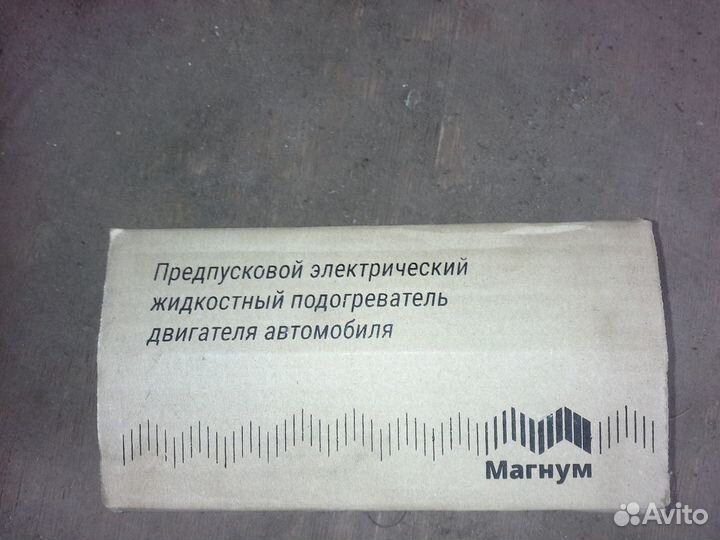 Предпусковой электрический
жидкостный подогреватель
двигателя автомобиля
Магнум
Avito